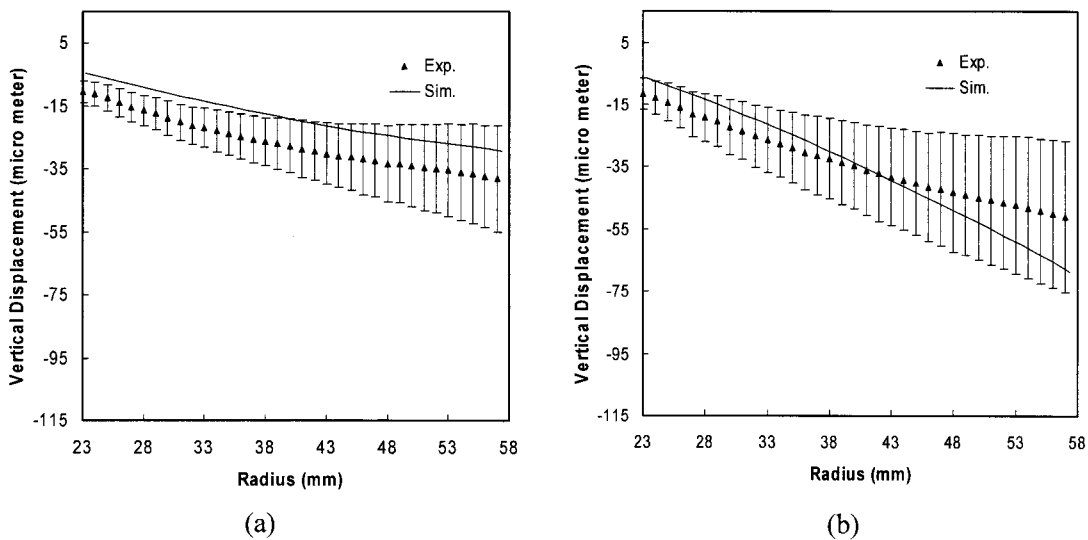 5
-15
-35
-55
-75
-95
-115
Vertical Displacement (micro meter)
Exp.
Sim.
23 28 33 38 43 48 53 58
Radius (mm)
(a)
5
-15
-35
-55
-75
-95
-115
Vertical Displacement (micro meter)
Exp.
Sim.
23 28 33 38 43 48 53 58
Radius (mm)
(b)